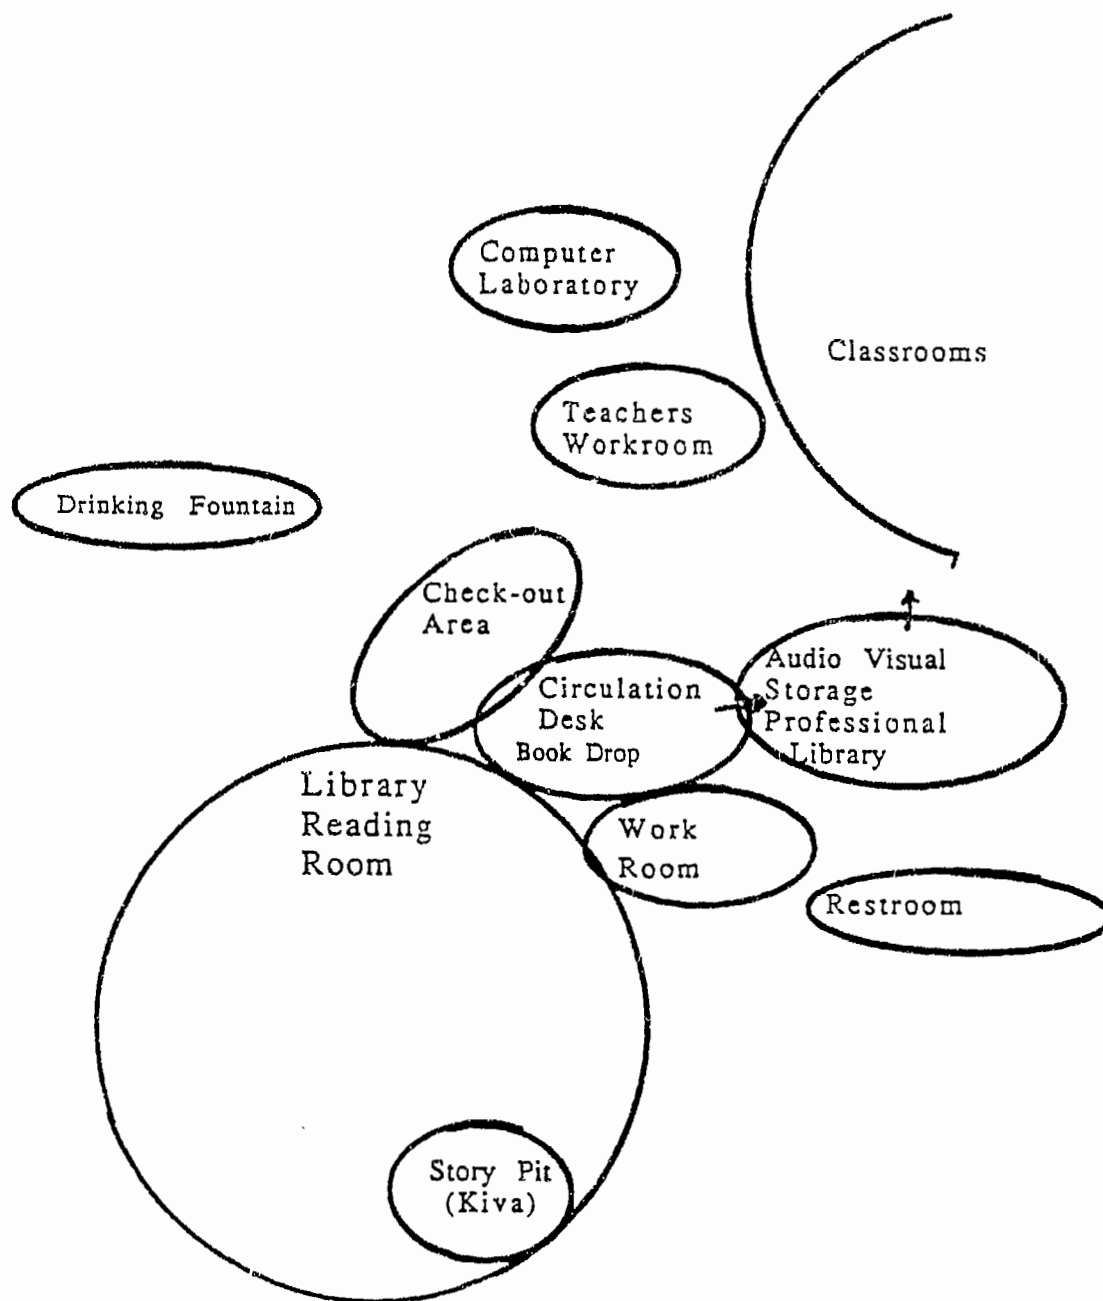 Computer
Laboratory
Classrooms
Teachers
Workroom
Drinking Fountain
Check-out
Area
Circulation
Desk
Book Drop
Audio Visual
Storage
Professional
Library
Library
Reading
Room
Work
Room
Restroom
Story Pit
(Kiva)